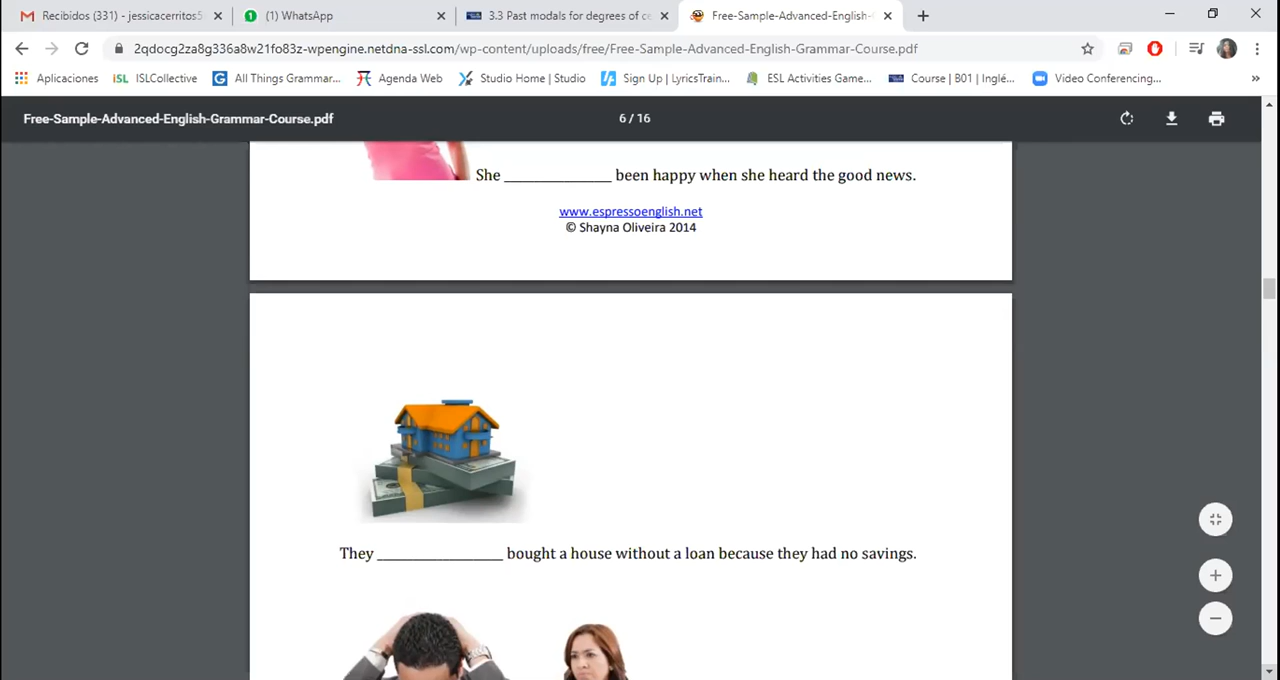 Recibidos (331) - jessicacerritos5
(1) WhatsApp
3.3 Past modals for degrees of ce
Free-Sample-Advanced-English-
2qdocg2za8g336a8w21fo83z-wpengine.netdna-ssl.com/wp-content/uploads/free/Free-Sample-Advanced-English-Grammar-Course.pdf
Aplicaciones
ISLCollective
All Things Grammar...
Agenda Web
Studio Home | Studio
Sign Up | LyricsTrain...
ESL Activities Game...
Course | B01 | Inglé...
Video Conferencing...
Free-Sample-Advanced-English-Grammar-Course.pdf
6 / 16
She _____________ been happy when she heard the good news.
www.espressoenglish.net
© Shayna Oliveira 2014
They _______________ bought a house without a loan because they had no savings.